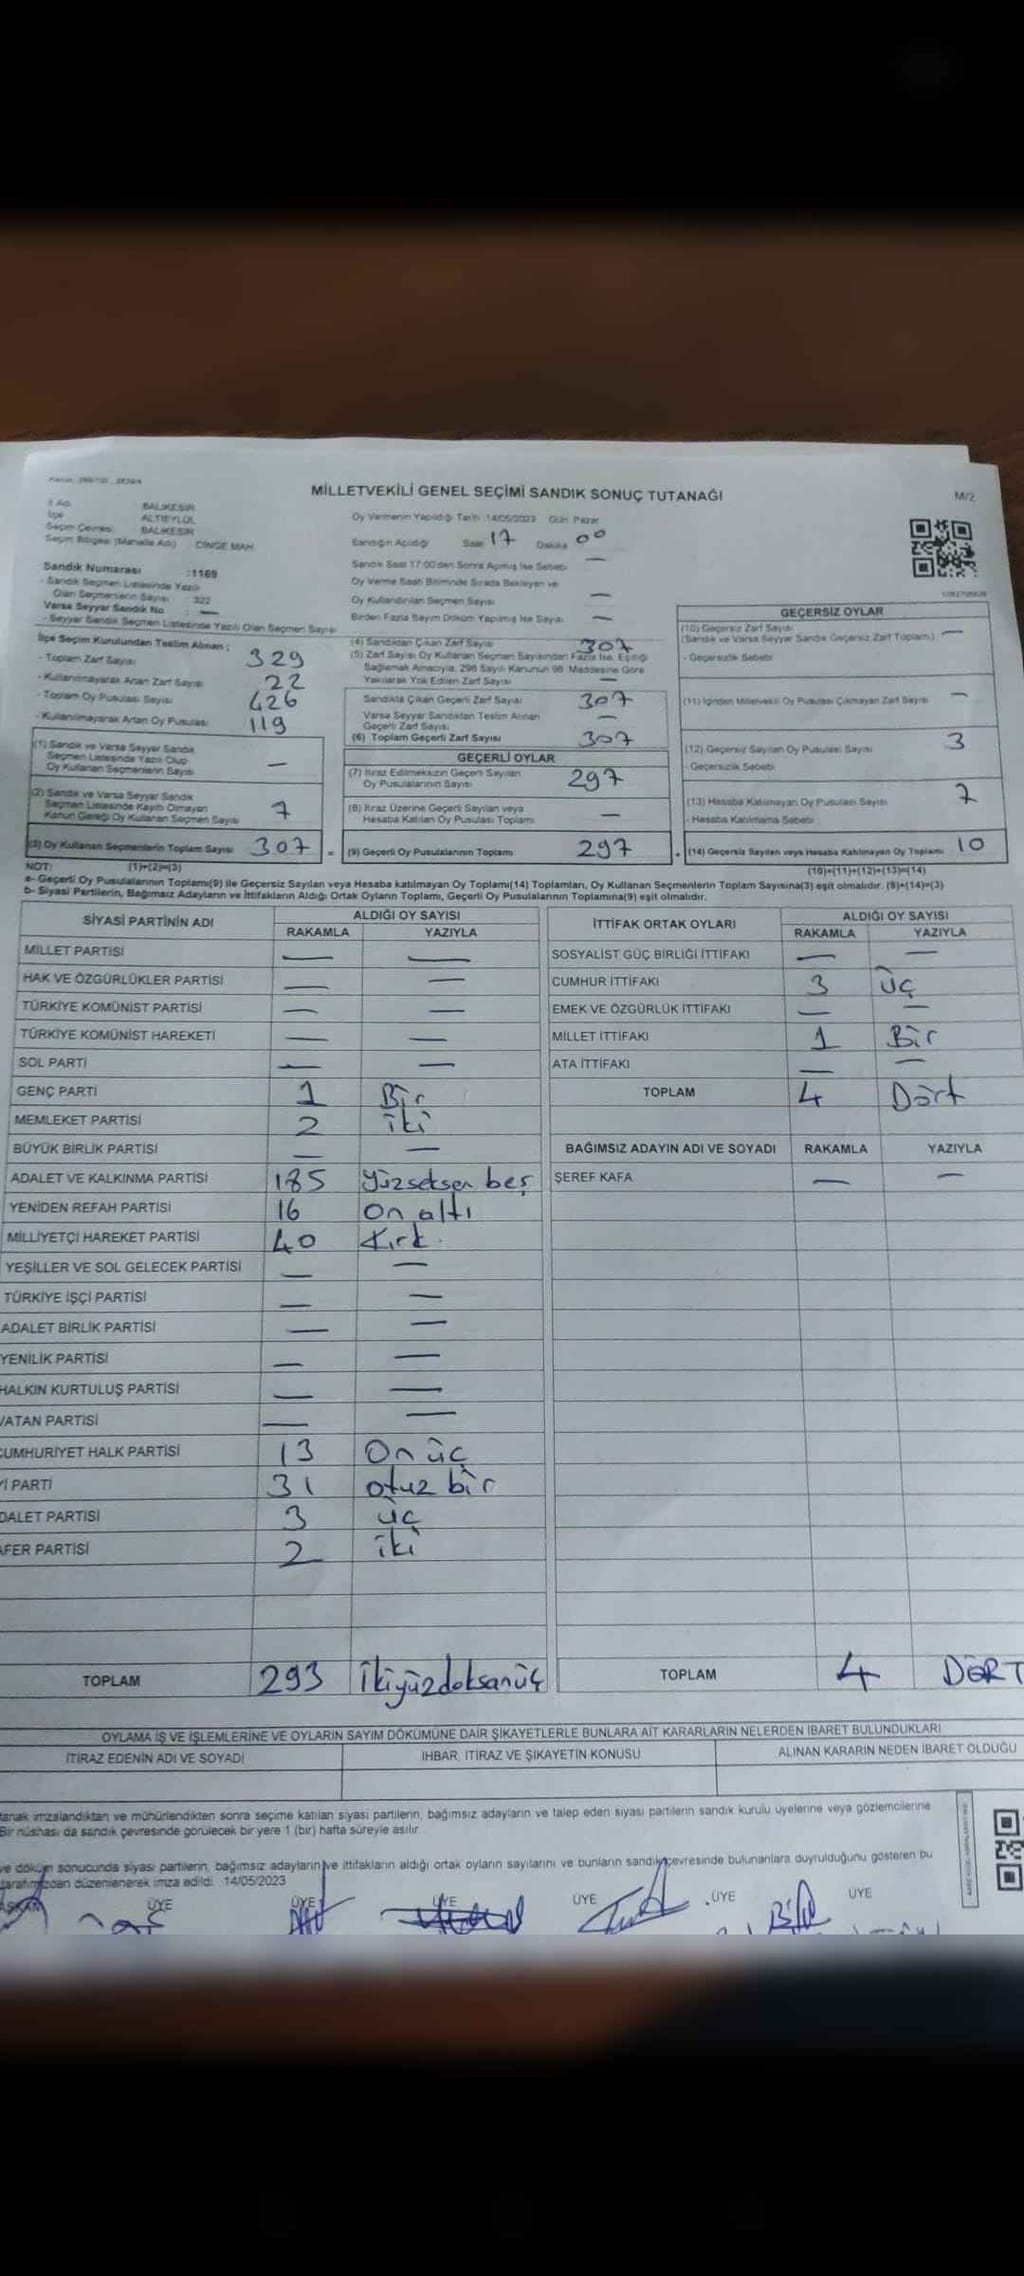 MİLLETVEKİLİ GENEL SEÇİMİ SANDIK SONUÇ TUTANAĞI
M/2
İl Adı BALIKESİR
İlçe ALTIEYLÜL
Seçim Çevresi BALIKESİR
Seçim Bölgesi (Mahalle Adı) CİNGE MAH.
Sandık Numarası :1169
- Sandık Seçmen Listesinde Yazılı
Olan Seçmenlerin Sayısı : 322
Varsa Seyyar Sandık No : —
- Seyyar Sandık Seçmen Listesinde Yazılı Olan Seçmen Sayısı
İlçe Seçim Kurulundan Teslim Alınan ;
- Toplam Zarf Sayısı 329
- Kullanılmayarak Artan Zarf Sayısı 22
- Toplam Oy Pusulası Sayısı 426
- Kullanılmayarak Artan Oy Pusulası 119
(1) Sandık ve Varsa Seyyar Sandık
Seçmen Listesinde Yazılı Olup
Oy Kullanan Seçmenlerin Sayısı —
(2) Sandık ve Varsa Seyyar Sandık
Seçmen Listesinde Kayıtlı Olmayan
Kanun Gereği Oy Kullanan Seçmen Sayısı 7
(3) Oy Kullanan Seçmenlerin Toplam Sayısı 307
Oy Vermenin Yapıldığı Tarih :14/05/2023 Gün: Pazar
Sandığın Açıldığı Saat 17 Dakika 00
Sandık Saat 17:00'den Sonra Açılmış İse Sebebi —
Oy Verme Saati Bitiminde Sırada Bekleyen ve
Oy Kullandırılan Seçmen Sayısı —
Birden Fazla Sayım Döküm Yapılmış İse Sayısı —
(4) Sandıktan Çıkan Zarf Sayısı 307
(5) Zarf Sayısı Oy Kullanan Seçmen Sayısından Fazla İse, Eşitliği
Sağlamak Amacıyla, 298 Sayılı Kanunun 98. Maddesine Göre
Yakılarak Yok Edilen Zarf Sayısı —
Sandıkta Çıkan Geçerli Zarf Sayısı 307
Varsa Seyyar Sandıktan Teslim Alınan
Geçerli Zarf Sayısı —
(6) Toplam Geçerli Zarf Sayısı 307
GEÇERLİ OYLAR
(7) İtiraz Edilmeksizin Geçerli Sayılan
Oy Pusulalarının Sayısı 297
(8) İtiraz Üzerine Geçerli Sayılan veya
Hesaba Katılan Oy Pusulası Toplamı —
(9) Geçerli Oy Pusulalarının Toplamı 297
GEÇERSİZ OYLAR
(10) Geçersiz Zarf Sayısı —
(Sandık ve Varsa Seyyar Sandık Geçersiz Zarf Toplamı)
- Geçersizlik Sebebi
(11) İçinden Milletvekili Oy Pusulası Çıkmayan Zarf Sayısı —
(12) Geçersiz Sayılan Oy Pusulası Sayısı 3
- Geçersizlik Sebebi
(13) Hesaba Katılmayan Oy Pusulası Sayısı 7
- Hesaba Katılmama Sebebi
(14) Geçersiz Sayılan veya Hesaba Katılmayan Oy Toplamı 10
NOT: (1)+(2)=(3) (10)+(11)+(12)+(13)=(14)
a- Geçerli Oy Pusulalarının Toplamı(9) ile Geçersiz Sayılan veya Hesaba katılmayan Oy Toplamı(14) Toplamları, Oy Kullanan Seçmenlerin Toplam Sayısına(3) eşit olmalıdır. (9)+(14)=(3)
b- Siyasi Partilerin, Bağımsız Adayların ve İttifakların Aldığı Ortak Oyların Toplamı, Geçerli Oy Pusulalarının Toplamına(9) eşit olmalıdır.
SİYASİ PARTİNİN ADI ALDIĞI OY SAYISI
RAKAMLA YAZIYLA
MİLLET PARTİSİ — —
HAK VE ÖZGÜRLÜKLER PARTİSİ — —
TÜRKİYE KOMÜNİST PARTİSİ — —
TÜRKİYE KOMÜNİST HAREKETİ — —
SOL PARTİ — —
GENÇ PARTİ 1 Bir
MEMLEKET PARTİSİ 2 iki
BÜYÜK BİRLİK PARTİSİ — —
ADALET VE KALKINMA PARTİSİ 185 Yüzseksen beş
YENİDEN REFAH PARTİSİ 16 On altı
MİLLİYETÇİ HAREKET PARTİSİ 40 Kırk.
YEŞİLLER VE SOL GELECEK PARTİSİ — —
TÜRKİYE İŞÇİ PARTİSİ — —
ADALET BİRLİK PARTİSİ — —
YENİLİK PARTİSİ — —
HALKIN KURTULUŞ PARTİSİ — —
VATAN PARTİSİ — —
CUMHURİYET HALK PARTİSİ 13 On üç
Yİ PARTİ 31 otuz bir
DALET PARTİSİ 3 üç
AFER PARTİSİ 2 iki
TOPLAM 293 İkiyüzdoksanüç
İTTİFAK ORTAK OYLARI ALDIĞI OY SAYISI
RAKAMLA YAZIYLA
SOSYALİST GÜÇ BİRLİĞİ İTTİFAKI — —
CUMHUR İTTİFAKI 3 Üç
EMEK VE ÖZGÜRLÜK İTTİFAKI — —
MİLLET İTTİFAKI 1 Bir
ATA İTTİFAKI — —
TOPLAM 4 Dört
BAĞIMSIZ ADAYIN ADI VE SOYADI RAKAMLA YAZIYLA
ŞEREF KAFA — —
TOPLAM 4 DÖRT
OYLAMA İŞ VE İŞLEMLERİNE VE OYLARIN SAYIM DÖKÜMÜNE DAİR ŞİKAYETLERLE BUNLARA AİT KARARLARIN NELERDEN İBARET BULUNDUKLARI
İTİRAZ EDENİN ADI VE SOYADI İHBAR, İTİRAZ VE ŞİKAYETİN KONUSU ALINAN KARARIN NEDEN İBARET OLDUĞU
tanak imzalandıktan ve mühürlendikten sonra seçime katılan siyasi partilerin, bağımsız adayların ve talep eden siyasi partilerin sandık kurulu üyelerine veya gözlemcilerine
Bir nüshası da sandık çevresinde görülecek bir yere 1 (bir) hafta süreyle asılır.
ve döküm sonucunda siyasi partilerin, bağımsız adayların ve ittifakların aldığı ortak oyların sayılarını ve bunların sandık çevresinde bulunanlara duyrulduğunu gösteren bu
tarafımızdan düzenlenerek imza edildi. 14/05/2023
ÜYE ÜYE ÜYE ÜYE ÜYE ÜYE